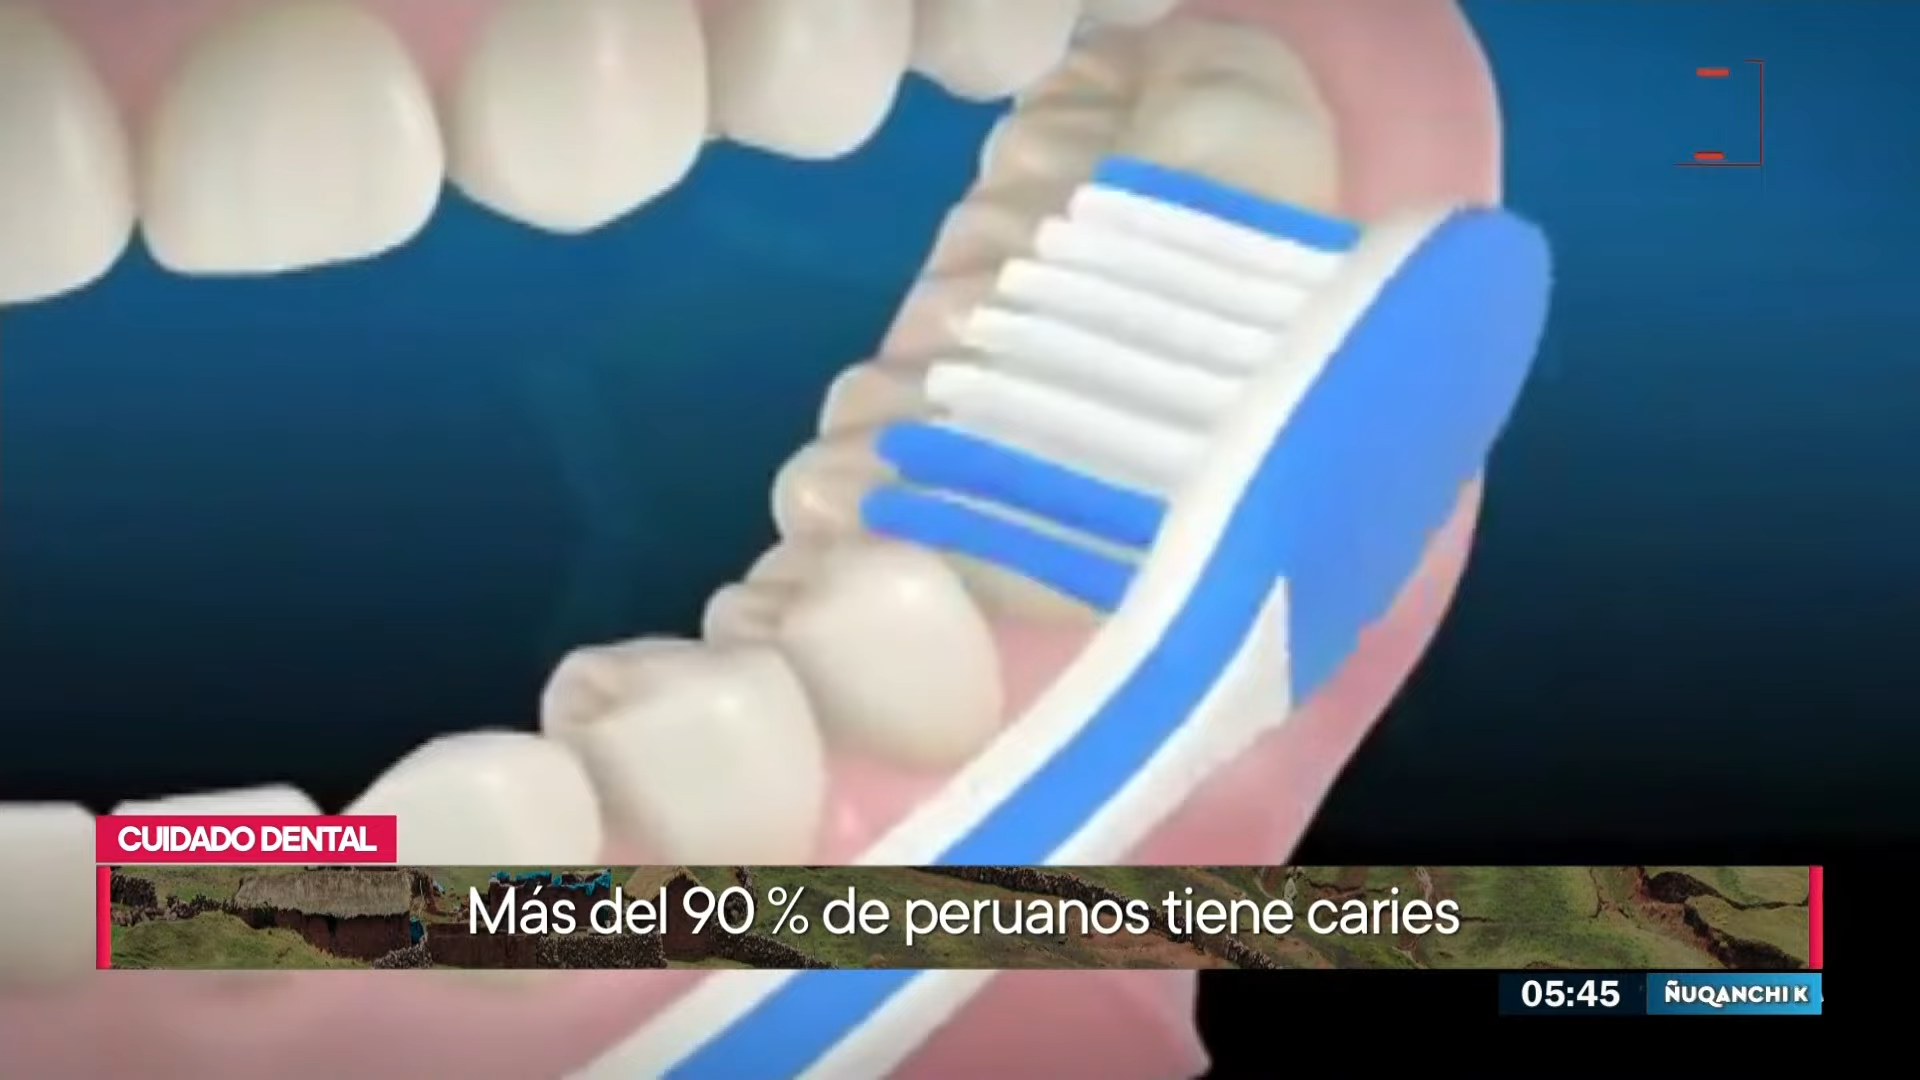 CUIDADO DENTAL
Más del 90 % de peruanos tiene caries
05:45
ÑUQANCHIK